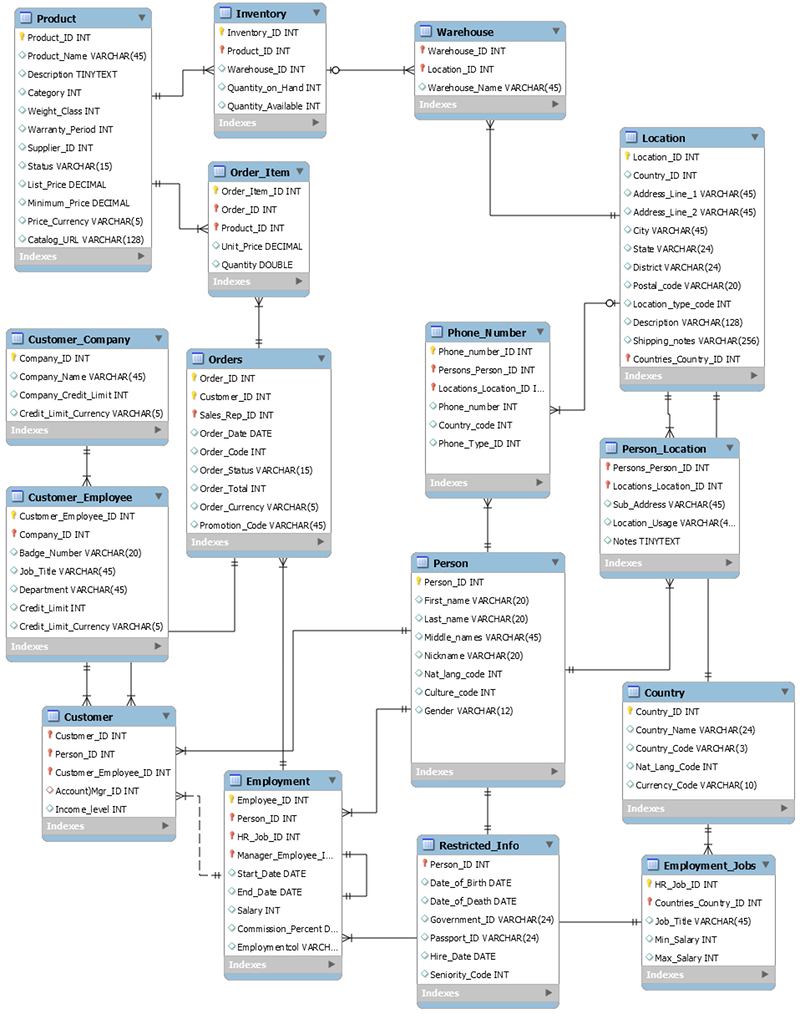 Product
Product_ID INT
Product_Name VARCHAR(45)
Description TINYTEXT
Category INT
Weight_Class INT
Warranty_Period INT
Supplier_ID INT
Status VARCHAR(15)
List_Price DECIMAL
Minimum_Price DECIMAL
Price_Currency VARCHAR(5)
Catalog_URL VARCHAR(128)
Indexes
Inventory
Inventory_ID INT
Product_ID INT
Warehouse_ID INT
Quantity_on_Hand INT
Quantity_Available INT
Indexes
Warehouse
Warehouse_ID INT
Location_ID INT
Warehouse_Name VARCHAR(45)
Indexes
Order_Item
Order_Item_ID INT
Order_ID INT
Product_ID INT
Unit_Price DECIMAL
Quantity DOUBLE
Indexes
Location
Location_ID INT
Country_ID INT
Address_Line_1 VARCHAR(45)
Address_Line_2 VARCHAR(45)
City VARCHAR(45)
State VARCHAR(24)
District VARCHAR(24)
Postal_code VARCHAR(20)
Location_type_code INT
Description VARCHAR(128)
Shipping_notes VARCHAR(256)
Countries_Country_ID INT
Indexes
Customer_Company
Company_ID INT
Company_Name VARCHAR(45)
Company_Credit_Limit INT
Credit_Limit_Currency VARCHAR(5)
Indexes
Orders
Order_ID INT
Customer_ID INT
Sales_Rep_ID INT
Order_Date DATE
Order_Code INT
Order_Status VARCHAR(15)
Order_Total INT
Order_Currency VARCHAR(5)
Promotion_Code VARCHAR(45)
Indexes
Phone_Number
Phone_number_ID INT
Persons_Person_ID INT
Locations_Location_ID I...
Phone_number INT
Country_code INT
Phone_Type_ID INT
Indexes
Person_Location
Persons_Person_ID INT
Locations_Location_ID INT
Sub_Address VARCHAR(45)
Location_Usage VARCHAR(4...
Notes TINYTEXT
Indexes
Customer_Employee
Customer_Employee_ID INT
Company_ID INT
Badge_Number VARCHAR(20)
Job_Title VARCHAR(45)
Department VARCHAR(45)
Credit_Limit INT
Credit_Limit_Currency VARCHAR(5)
Indexes
Person
Person_ID INT
First_name VARCHAR(20)
Last_name VARCHAR(20)
Middle_names VARCHAR(45)
Nickname VARCHAR(20)
Nat_lang_code INT
Culture_code INT
Gender VARCHAR(12)
Indexes
Country
Country_ID INT
Country_Name VARCHAR(24)
Country_Code VARCHAR(3)
Nat_Lang_Code INT
Currency_Code VARCHAR(10)
Indexes
Customer
Customer_ID INT
Person_ID INT
Customer_Employee_ID INT
Account)Mgr_ID INT
Income_level INT
Indexes
Employment
Employee_ID INT
Person_ID INT
HR_Job_ID INT
Manager_Employee_I...
Start_Date DATE
End_Date DATE
Salary INT
Commission_Percent D...
Employmentcol VARCH...
Indexes
Restricted_Info
Person_ID INT
Date_of_Birth DATE
Date_of_Death DATE
Government_ID VARCHAR(24)
Passport_ID VARCHAR(24)
Hire_Date DATE
Seniority_Code INT
Indexes
Employment_Jobs
HR_Job_ID INT
Countries_Country_ID INT
Job_Title VARCHAR(45)
Min_Salary INT
Max_Salary INT
Indexes